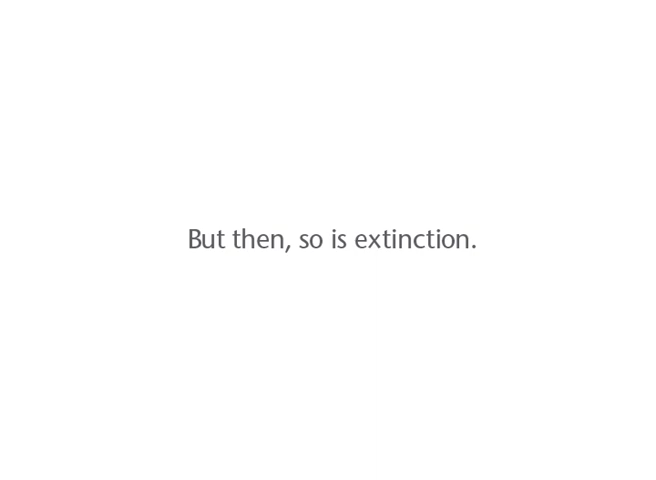 But then, so is extinction.